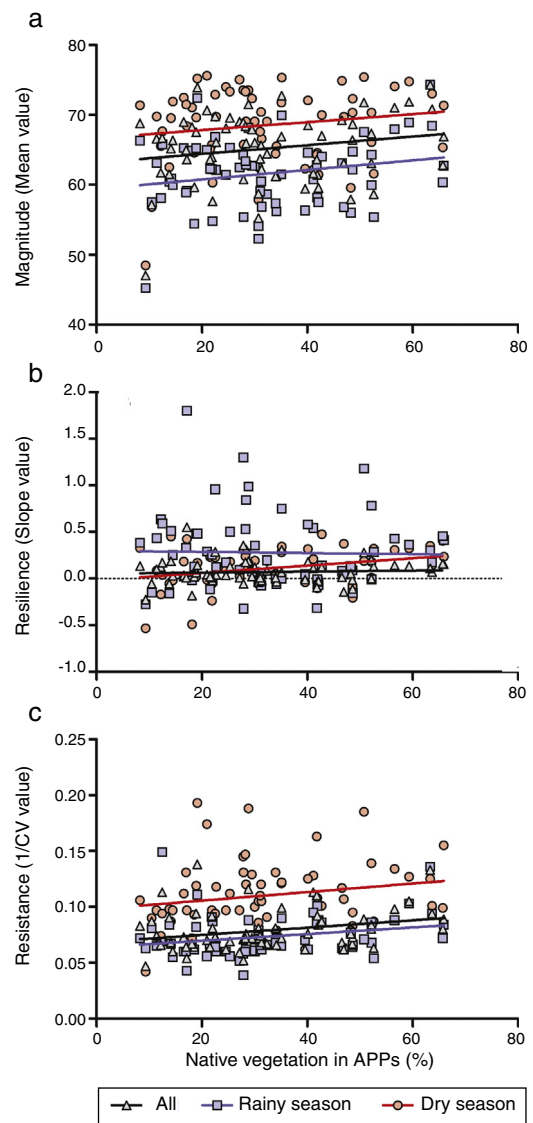 a
80
70
60
50
40
Magnitude (Mean value)
0 20 40 60 80
b
2.0
1.5
1.0
0.5
0.0
-0.5
-1.0
Resilience (Slope value)
0 20 40 60 80
c
0.25
0.20
0.15
0.10
0.05
0.00
Resistance (1/CV value)
0 20 40 60 80
Native vegetation in APPs (%)
All Rainy season Dry season